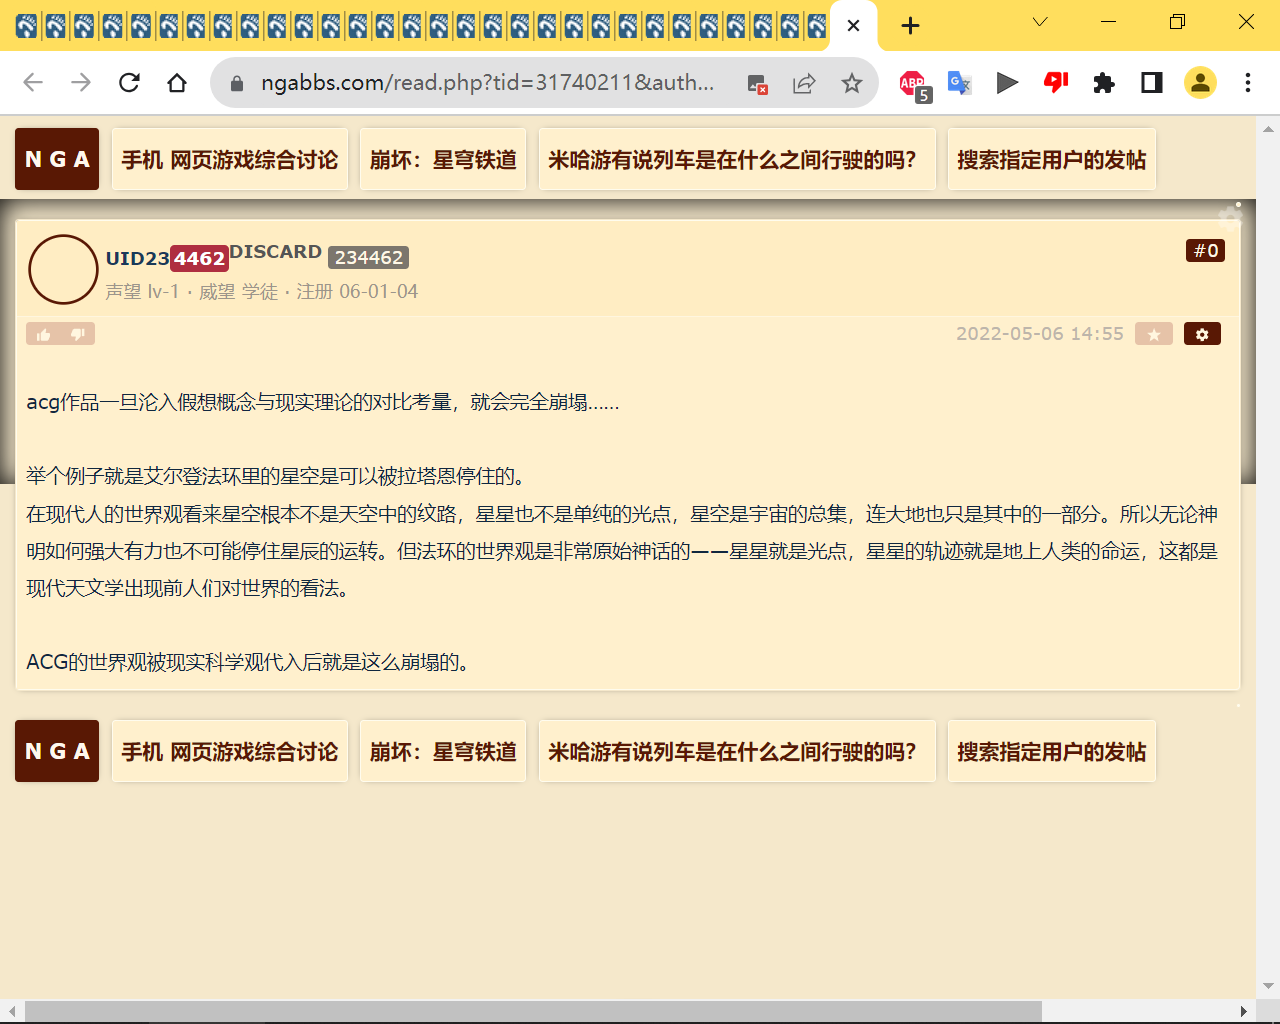 ngabbs.com/read.php?tid=31740211&auth...
ABP
5
G
N G A
手机 网页游戏综合讨论
崩坏：星穹铁道
米哈游有说列车是在什么之间行驶的吗？
搜索指定用户的发帖
UID234462DISCARD 234462
#0
声望 lv-1 · 威望 学徒 · 注册 06-01-04
2022-05-06 14:55
acg作品一旦沦入假想概念与现实理论的对比考量，就会完全崩塌……
举个例子就是艾尔登法环里的星空是可以被拉塔恩停住的。
在现代人的世界观看来星空根本不是天空中的纹路，星星也不是单纯的光点，星空是宇宙的总集，连大地也只是其中的一部分。所以无论神
明如何强大有力也不可能停住星辰的运转。但法环的世界观是非常原始神话的——星星就是光点，星星的轨迹就是地上人类的命运，这都是
现代天文学出现前人们对世界的看法。
ACG的世界观被现实科学观代入后就是这么崩塌的。
N G A
手机 网页游戏综合讨论
崩坏：星穹铁道
米哈游有说列车是在什么之间行驶的吗？
搜索指定用户的发帖